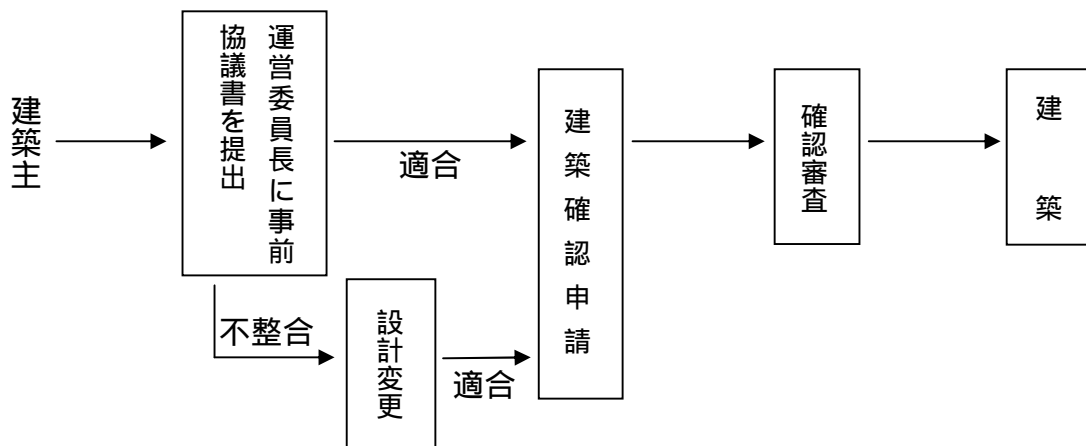 建築主
運営委員長に事前
協議書を提出
適合
不整合
設計変更
適合
建築確認申請
確認審査
建築